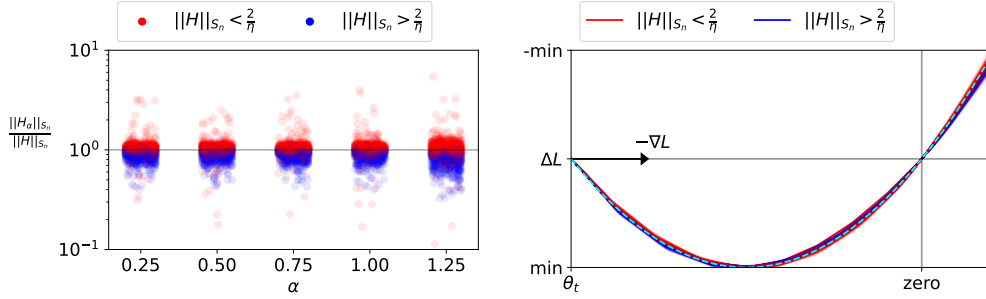 ||H||_{S_n} < 2/η
||H||_{S_n} > 2/η
10^1
10^0
10^{-1}
||H_α||_{S_n} / ||H||_{S_n}
0.25 0.50 0.75 1.00 1.25
α
||H||_{S_n} < 2/η
||H||_{S_n} > 2/η
-min
ΔL
min
−∇L
θ_t
zero